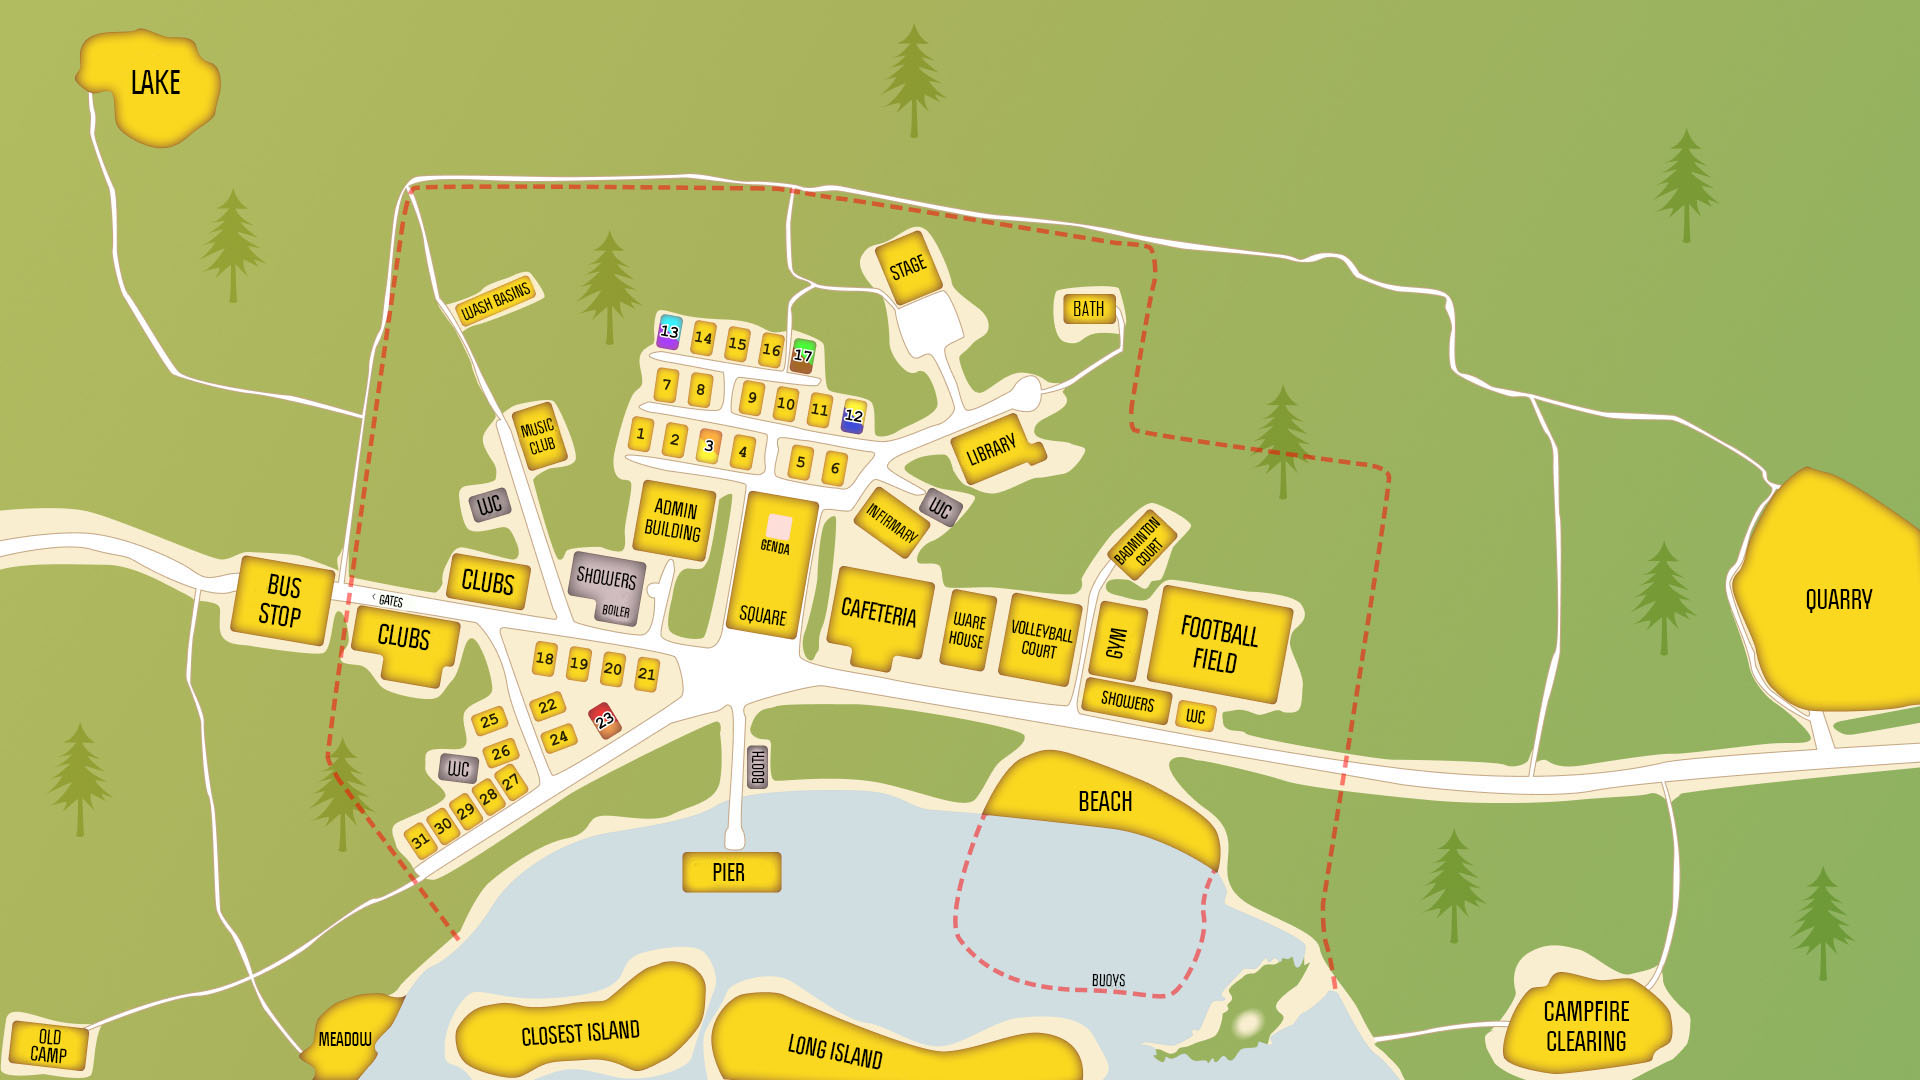 LAKE
STAGE
WASH BASINS
BATH
13
14
15
16
17
7
8
9
10
11
12
1
2
3
4
5
6
MUSIC
CLUB
LIBRARY
WC
ADMIN
BUILDING
GENDA
SQUARE
INFIRMARY
WC
BADMINTON
COURT
BUS
STOP
‹ GATES
CLUBS
CLUBS
SHOWERS
BOILER
CAFETERIA
WARE
HOUSE
VOLLEYBALL
COURT
GYM
FOOTBALL
FIELD
QUARRY
SHOWERS
WC
18
19
20
21
22
23
24
25
26
27
28
29
30
31
WC
BOOTH
BEACH
PIER
BUOYS
OLD
CAMP
MEADOW
CLOSEST ISLAND
LONG ISLAND
CAMPFIRE
CLEARING